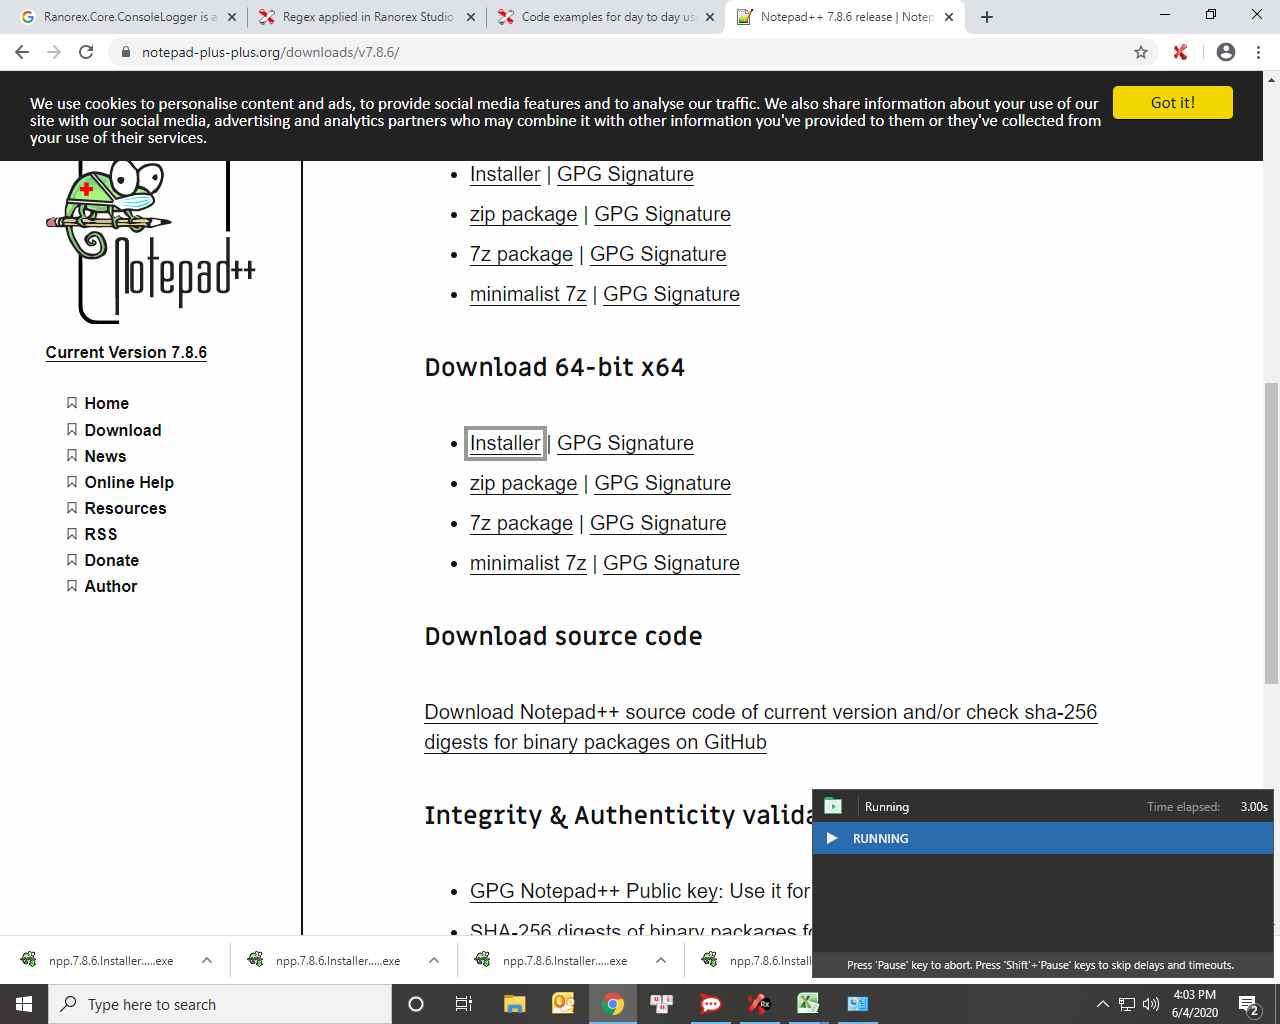 Ranorex.Core.ConsoleLogger is a
Regex applied in Ranorex Studio
Code examples for day to day us
Notepad++ 7.8.6 release | Notep
notepad-plus-plus.org/downloads/v7.8.6/
We use cookies to personalise content and ads, to provide social media features and to analyse our traffic. We also share information about your use of our
site with our social media, advertising and analytics partners who may combine it with other information you've provided to them or they've collected from
your use of their services.
Got it!
Notepad++
Current Version 7.8.6
Home
Download
News
Online Help
Resources
RSS
Donate
Author
Installer | GPG Signature
zip package | GPG Signature
7z package | GPG Signature
minimalist 7z | GPG Signature
Download 64-bit x64
Installer | GPG Signature
zip package | GPG Signature
7z package | GPG Signature
minimalist 7z | GPG Signature
Download source code
Download Notepad++ source code of current version and/or check sha-256
digests for binary packages on GitHub
Integrity & Authenticity valida
GPG Notepad++ Public key: Use it for
SHA-256 digests of binary packages fo
Running
Time elapsed: 3.00s
RUNNING
Press 'Pause' key to abort. Press 'Shift'+'Pause' keys to skip delays and timeouts.
npp.7.8.6.Installer.....exe
npp.7.8.6.Installer.....exe
npp.7.8.6.Installer.....exe
npp.7.8.6.Install
Type here to search
4:03 PM
6/4/2020
2